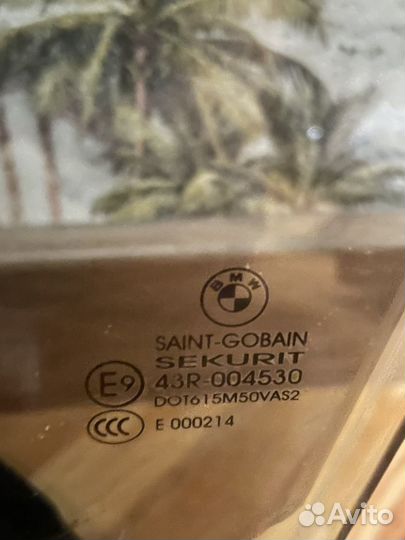 BMW
SAINT-GOBAIN
SEKURIT
E9 43R-004530
DOT615M50VAS2
CCC E 000214
Avito